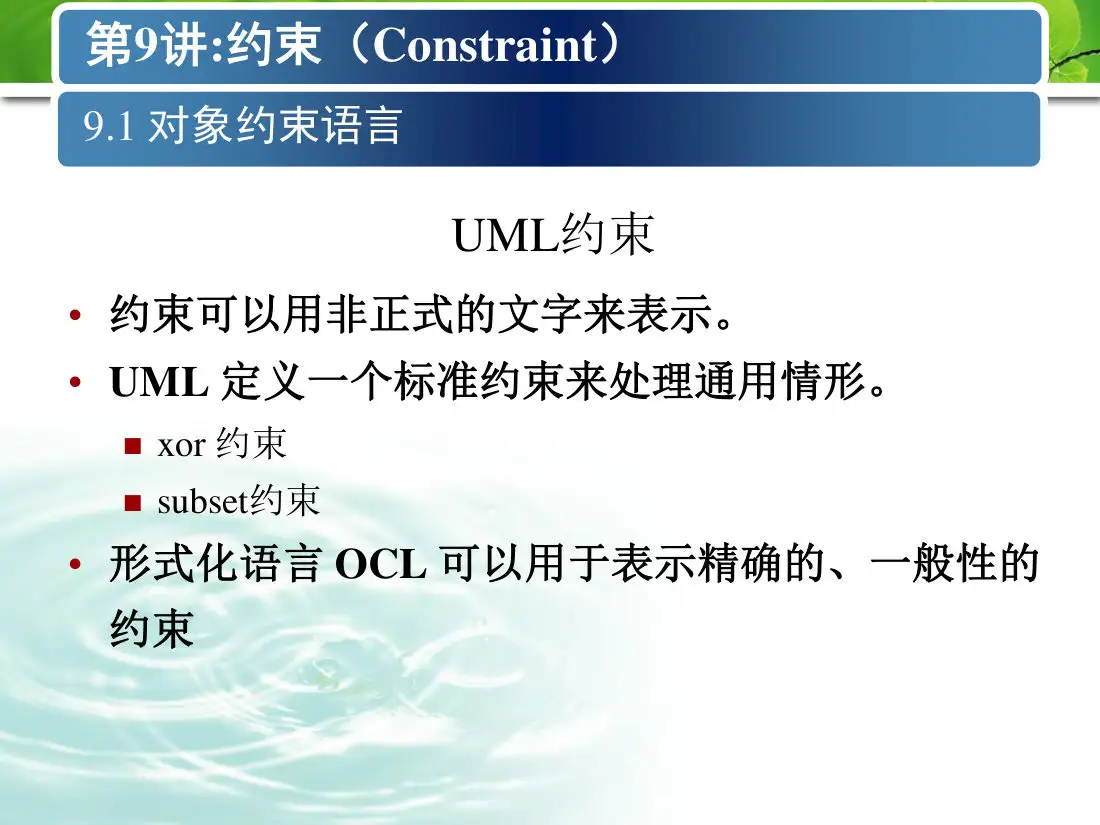 第9讲:约束（Constraint）
9.1 对象约束语言
UML约束
• 约束可以用非正式的文字来表示。
• UML 定义一个标准约束来处理通用情形。
■ xor 约束
■ subset约束
• 形式化语言 OCL 可以用于表示精确的、一般性的
约束